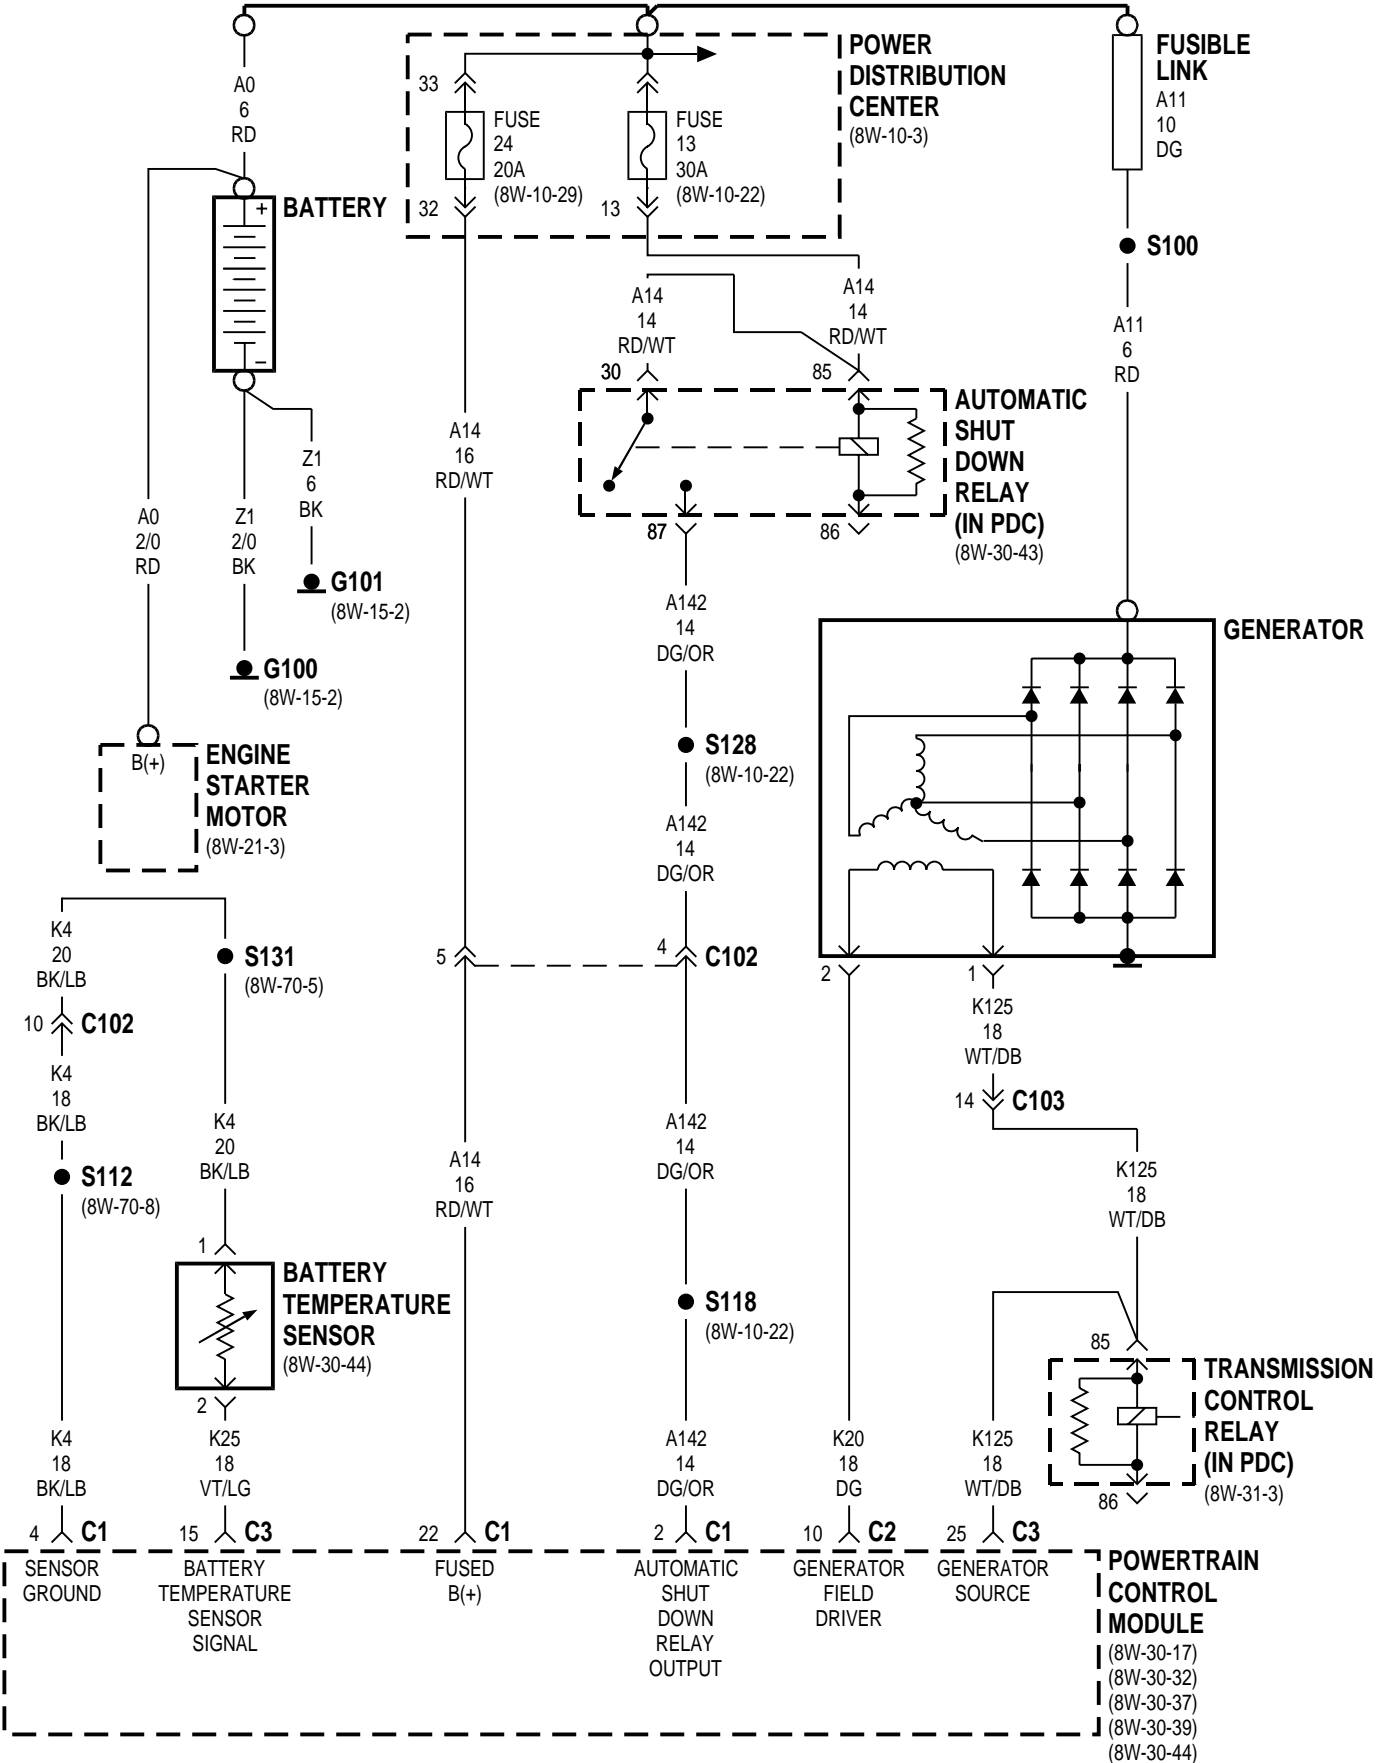 A0
6
RD
33
FUSE
24
20A
(8W-10-29)
32
FUSE
13
30A
(8W-10-22)
13
POWER
DISTRIBUTION
CENTER
(8W-10-3)
FUSIBLE
LINK
A11
10
DG
+
BATTERY
–
S100
A11
6
RD
A14
14
RD/WT
A14
14
RD/WT
30
85
AUTOMATIC
SHUT
DOWN
RELAY
(IN PDC)
(8W-30-43)
87
86
A14
16
RD/WT
Z1
6
BK
A0
2/0
RD
Z1
2/0
BK
G101
(8W-15-2)
G100
(8W-15-2)
A142
14
DG/OR
GENERATOR
B(+)
ENGINE
STARTER
MOTOR
(8W-21-3)
S128
(8W-10-22)
A142
14
DG/OR
K4
20
BK/LB
S131
(8W-70-5)
5
4
C102
2
1
K125
18
WT/DB
10
C102
K4
18
BK/LB
14
C103
K4
20
BK/LB
A142
14
DG/OR
A14
16
RD/WT
K125
18
WT/DB
S112
(8W-70-8)
1
BATTERY
TEMPERATURE
SENSOR
(8W-30-44)
2
S118
(8W-10-22)
85
TRANSMISSION
CONTROL
RELAY
(IN PDC)
(8W-31-3)
86
K4
18
BK/LB
K25
18
VT/LG
A142
14
DG/OR
K20
18
DG
K125
18
WT/DB
4
C1
15
C3
22
C1
2
C1
10
C2
25
C3
SENSOR
GROUND
BATTERY
TEMPERATURE
SENSOR
SIGNAL
FUSED
B(+)
AUTOMATIC
SHUT
DOWN
RELAY
OUTPUT
GENERATOR
FIELD
DRIVER
GENERATOR
SOURCE
POWERTRAIN
CONTROL
MODULE
(8W-30-17)
(8W-30-32)
(8W-30-37)
(8W-30-39)
(8W-30-44)